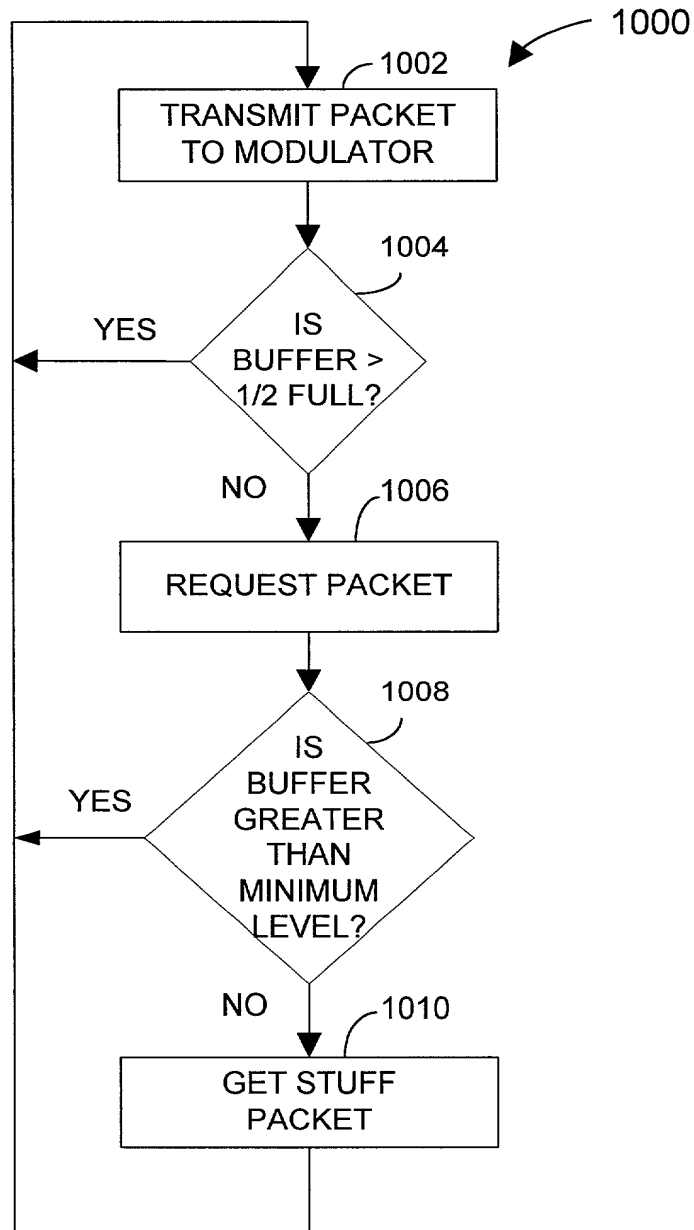 1000
1002
TRANSMIT PACKET
TO MODULATOR
1004
YES
IS
BUFFER >
1/2 FULL?
NO
1006
REQUEST PACKET
1008
YES
IS
BUFFER
GREATER
THAN
MINIMUM
LEVEL?
NO
1010
GET STUFF
PACKET